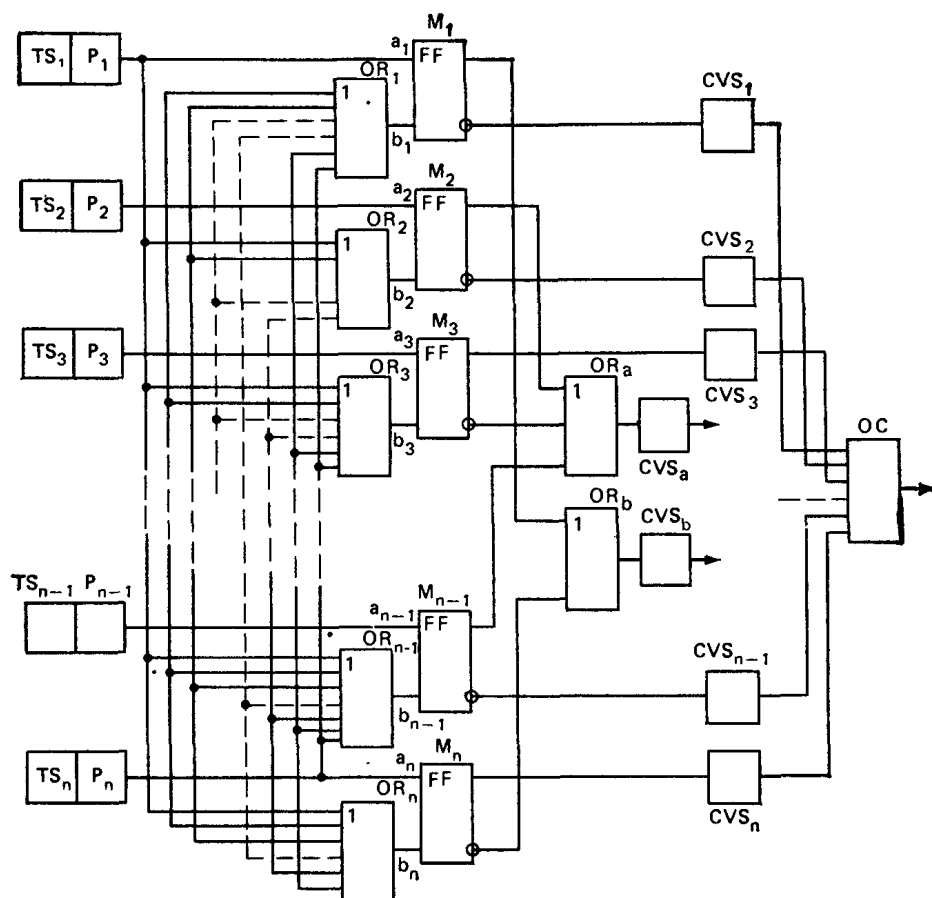 M₁
TS₁ P₁ a₁ FF
OR₁
1
b₁
CVS₁
M₂
TS₂ P₂ a₂ FF
OR₂
1
b₂
CVS₂
M₃
TS₃ P₃ a₃ FF
OR₃
1
b₃
CVS₃
ORₐ
1
CVSₐ
OC
OR_b
1
CVS_b
TSₙ₋₁ Pₙ₋₁ aₙ₋₁ Mₙ₋₁
FF
ORₙ₋₁
1
bₙ₋₁
CVSₙ₋₁
Mₙ
TSₙ Pₙ aₙ FF
ORₙ
1
bₙ
CVSₙ